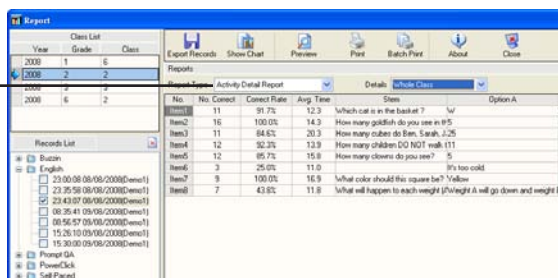 Report
Class List
Year Grade Class
2008 1 6
2008 2 2
2008 3 3
2008 6 2
Export Records Show Chart Preview Print Batch Print About Close
Reports
Report Type Activity Detail Report Details Whole Class
No. No. Correct Correct Rate Avg. Time Stem Option A
Item1 11 91.7% 12.3 Which cat is in the basket ? W
Item2 16 100.0% 14.3 How many goldfish do you see in th 5
Item3 11 84.6% 20.3 How many cubes do Ben, Sarah, J 25
Item4 12 92.3% 13.9 How many children DO NOT walk t 11
Item5 12 85.7% 15.8 How many clowns do you see? 5
Item6 3 25.0% 11.0 It's too cold
Item7 9 100.0% 16.9 What color should this square be? Yellow
Item8 7 43.8% 11.8 What will happen to each weight Weight A will go down and weight
Records List
Buzzin
English
23:00:08 08/08/2008(Demo1)
23:35:58 08/08/2008(Demo1)
23:43:07 08/08/2008(Demo1)
08:35:41 09/08/2008(Demo1)
08:56:57 09/08/2008(Demo1)
15:26:10 09/08/2008(Demo1)
15:30:00 09/08/2008(Demo1)
Prompt QA
PowerClick
Self Paced